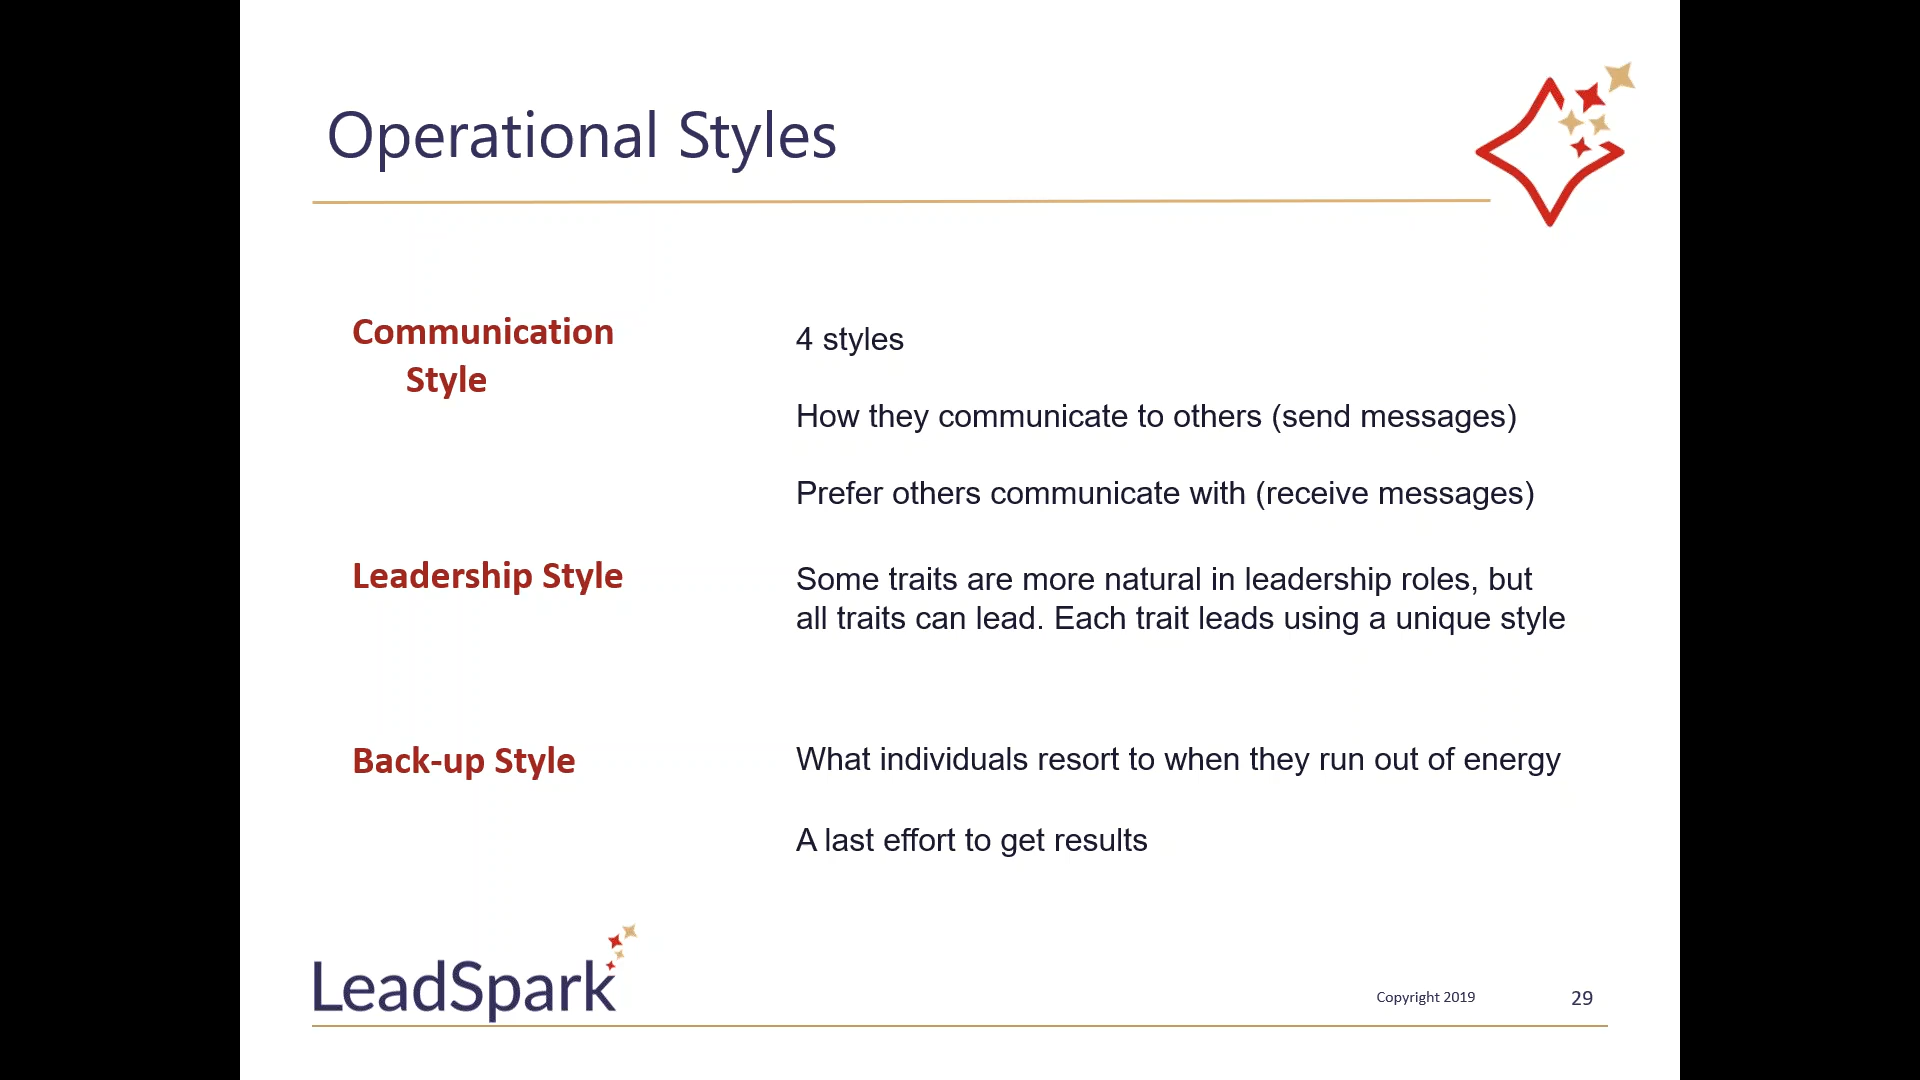 Operational Styles
Communication
Style
4 styles
How they communicate to others (send messages)
Prefer others communicate with (receive messages)
Leadership Style
Some traits are more natural in leadership roles, but
all traits can lead. Each trait leads using a unique style
Back-up Style
What individuals resort to when they run out of energy
A last effort to get results
LeadSpark
Copyright 2019
29